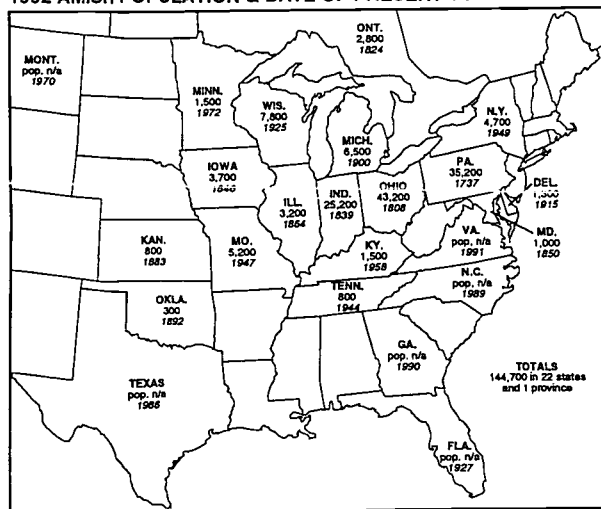 1992 AMISH POPULATION & DATE OF PRESENT
ONT.
2,800
1824
MONT.
pop. n/a
1970
MINN.
1,500
1972
WIS.
7,800
1925
MICH.
6,500
1900
N.Y.
4,700
1949
IOWA
3,700
1846
ILL.
3,200
1864
IND.
25,200
1839
OHIO
43,200
1808
PA.
35,200
1737
DEL.
1,300
1915
MD.
1,000
1850
KAN.
800
1883
MO.
5,200
1947
KY.
1,500
1958
VA.
pop. n/a
1991
N.C.
pop. n/a
1989
OKLA.
300
1892
TENN.
800
1944
GA.
pop. n/a
1990
TEXAS
pop. n/a
FLA.
pop. n/a
1927
TOTALS
144,700 in 22 states
and 1 province